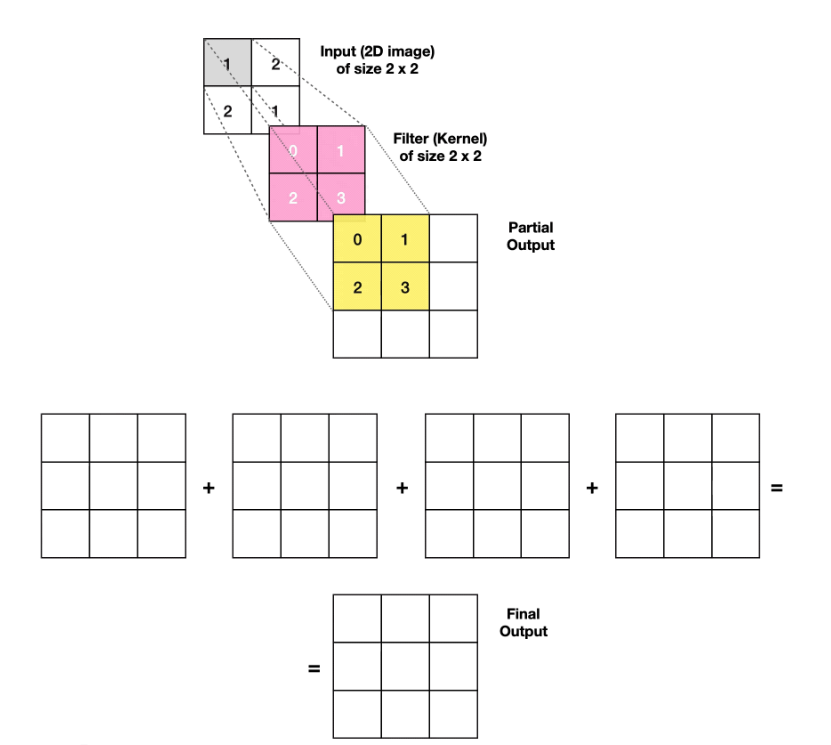 1 2
Input (2D image)
of size 2 x 2
2 1
0 1
Filter (Kernel)
of size 2 x 2
2 3
0 1
Partial
Output
2 3
+ + + =
Final
Output
=